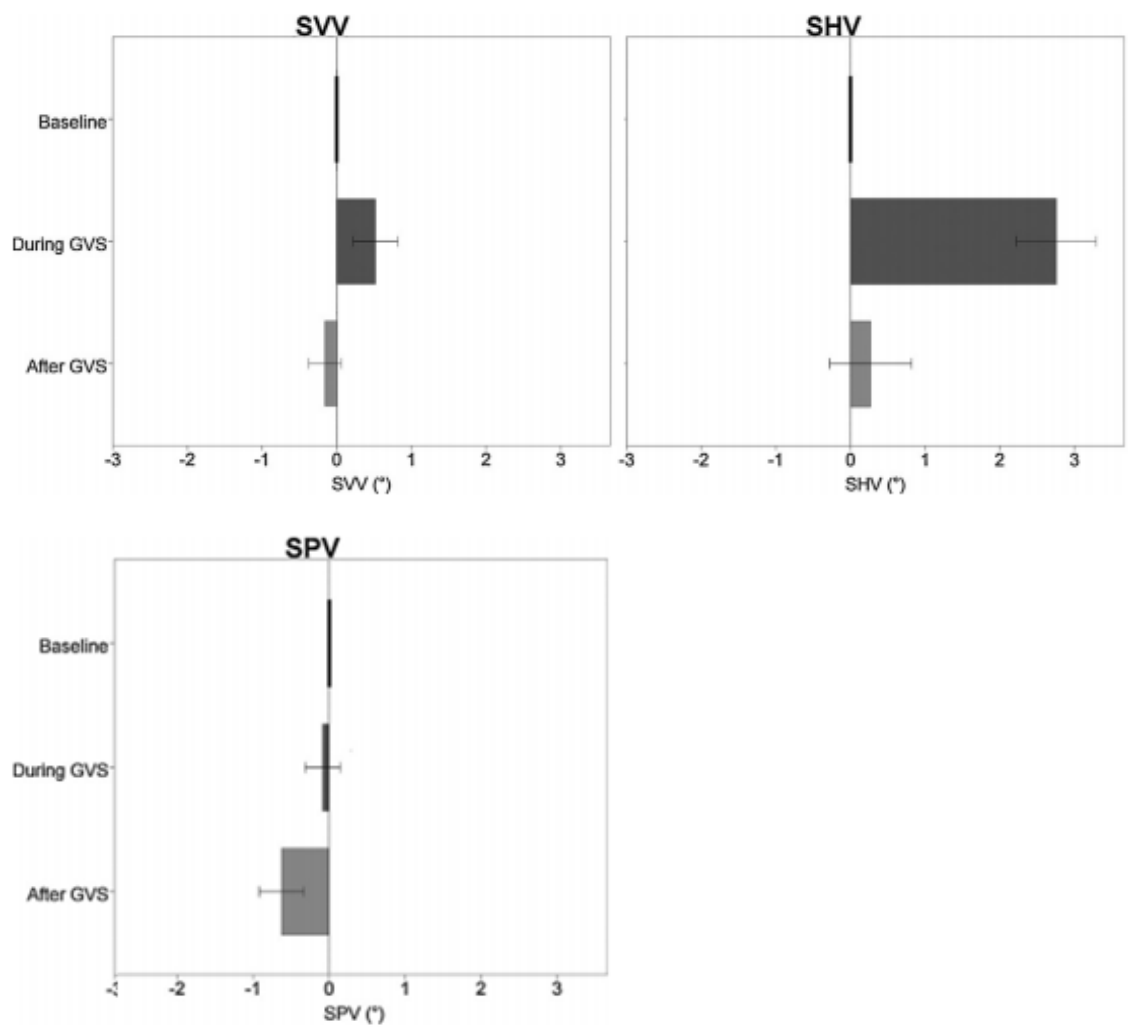 SVV
SHV
Baseline
During GVS
After GVS
-3 -2 -1 0 1 2 3
-3 -2 -1 0 1 2 3
SVV (°)
SHV (°)
SPV
Baseline
During GVS
After GVS
-2 -1 0 1 2 3
SPV (°)